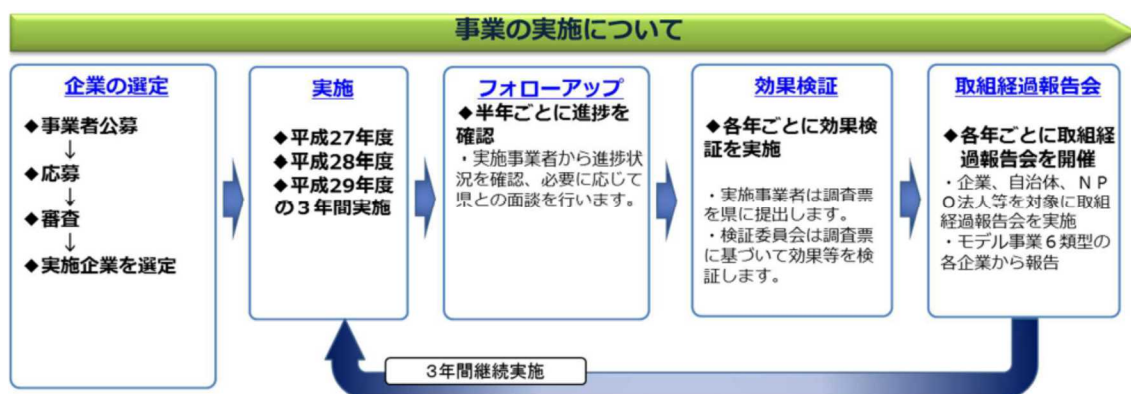 事業の実施について
企業の選定
◆事業者公募
↓
◆応募
↓
◆審査
↓
◆実施企業を選定
実施
◆平成27年度
◆平成28年度
◆平成29年度
の３年間実施
フォローアップ
◆半年ごとに進捗を
確認
・実施事業者から進捗状
況を確認、必要に応じて
県との面談を行います。
効果検証
◆各年ごとに効果検
証を実施
・実施事業者は調査票
を県に提出します。
・検証委員会は調査票
に基づいて効果等を検
証します。
取組経過報告会
◆各年ごとに取組経
過報告会を開催
・企業、自治体、ＮＰ
Ｏ法人等を対象に取組
経過報告会を実施
・モデル事業６類型の
各企業から報告
３年間継続実施